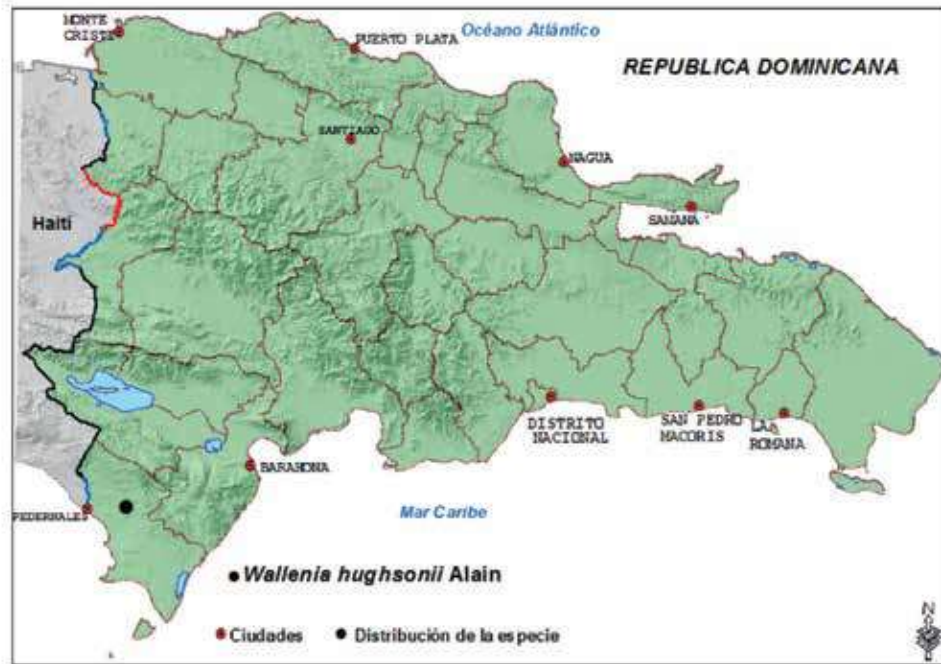 MONTE
CRISTI
PUERTO PLATA
Océano Atlántico
REPUBLICA DOMINICANA
SANTIAGO
NAGUA
SAMANA
Haití
DISTRITO
NACIONAL
SAN PEDRO
MACORIS
LA
ROMANA
BARAHONA
PEDERNALES
Mar Caribe
Wallenia hughsonii Alain
Ciudades
Distribución de la especie
N